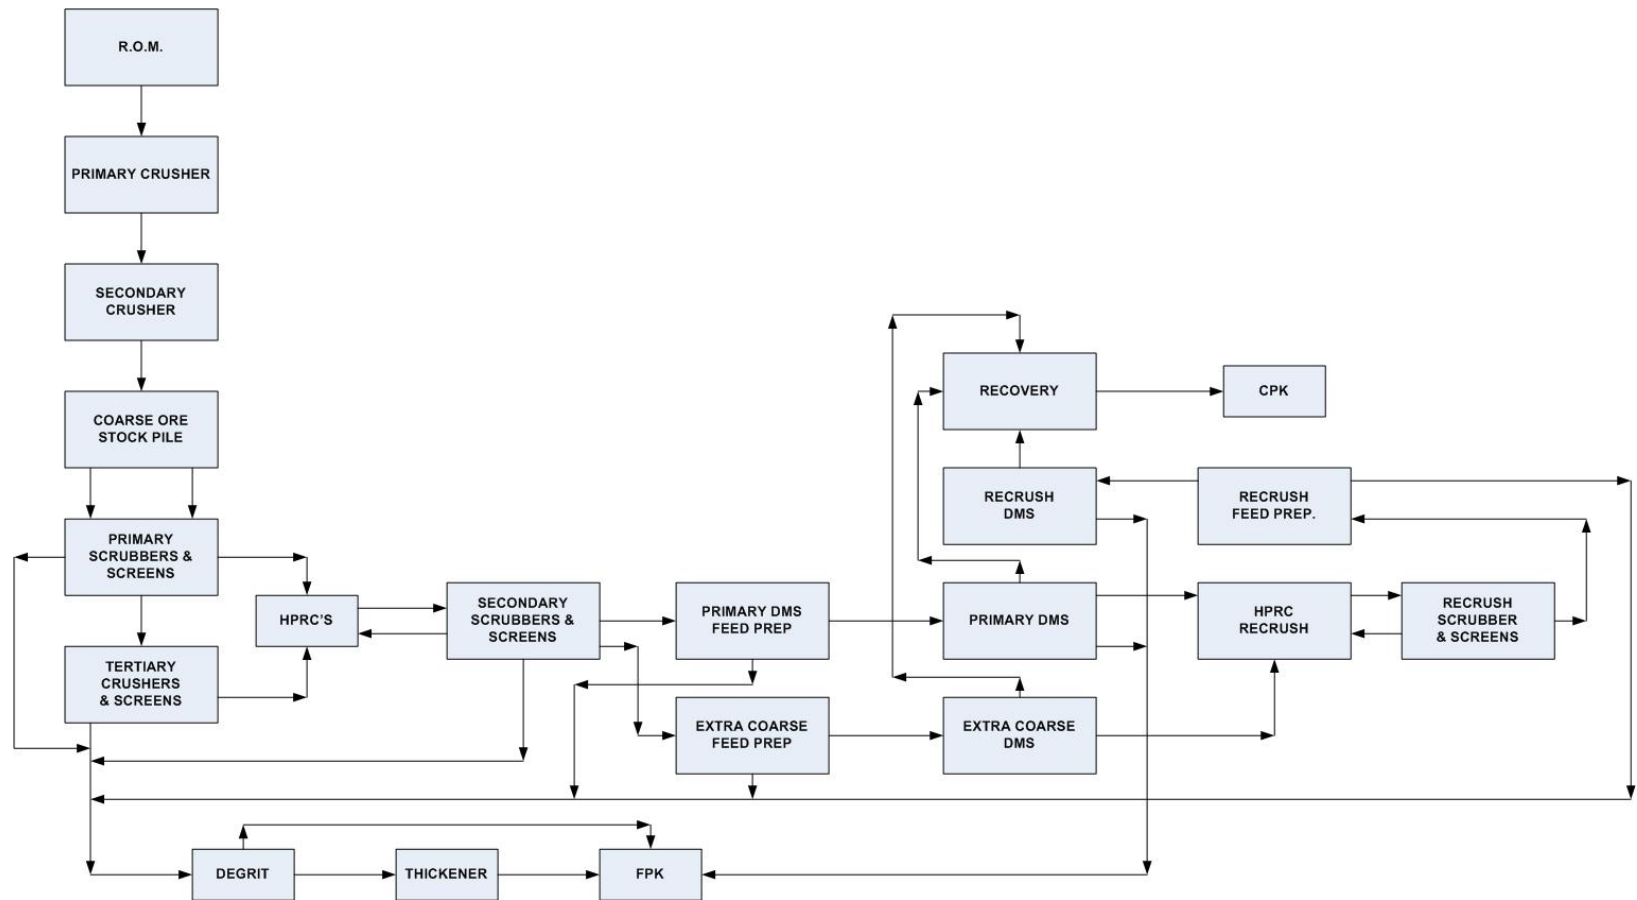 R.O.M.
PRIMARY CRUSHER
SECONDARY
CRUSHER
COARSE ORE
STOCK PILE
PRIMARY
SCRUBBERS &
SCREENS
TERTIARY
CRUSHERS
& SCREENS
HPRC'S
SECONDARY
SCRUBBERS &
SCREENS
PRIMARY DMS
FEED PREP
EXTRA COARSE
FEED PREP
RECOVERY
CPK
RECRUSH
DMS
RECRUSH
FEED PREP.
PRIMARY DMS
HPRC
RECRUSH
RECRUSH
SCRUBBER
& SCREENS
EXTRA COARSE
DMS
DEGRIT
THICKENER
FPK